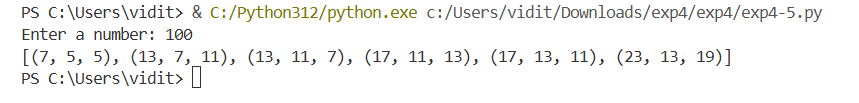 PS C:\Users\vidit> & C:/Python312/python.exe c:/Users/vidit/Downloads/exp4/exp4/exp4-5.py
Enter a number: 100
[(7, 5, 5), (13, 7, 11), (13, 11, 7), (17, 11, 13), (17, 13, 11), (23, 13, 19)]
PS C:\Users\vidit>